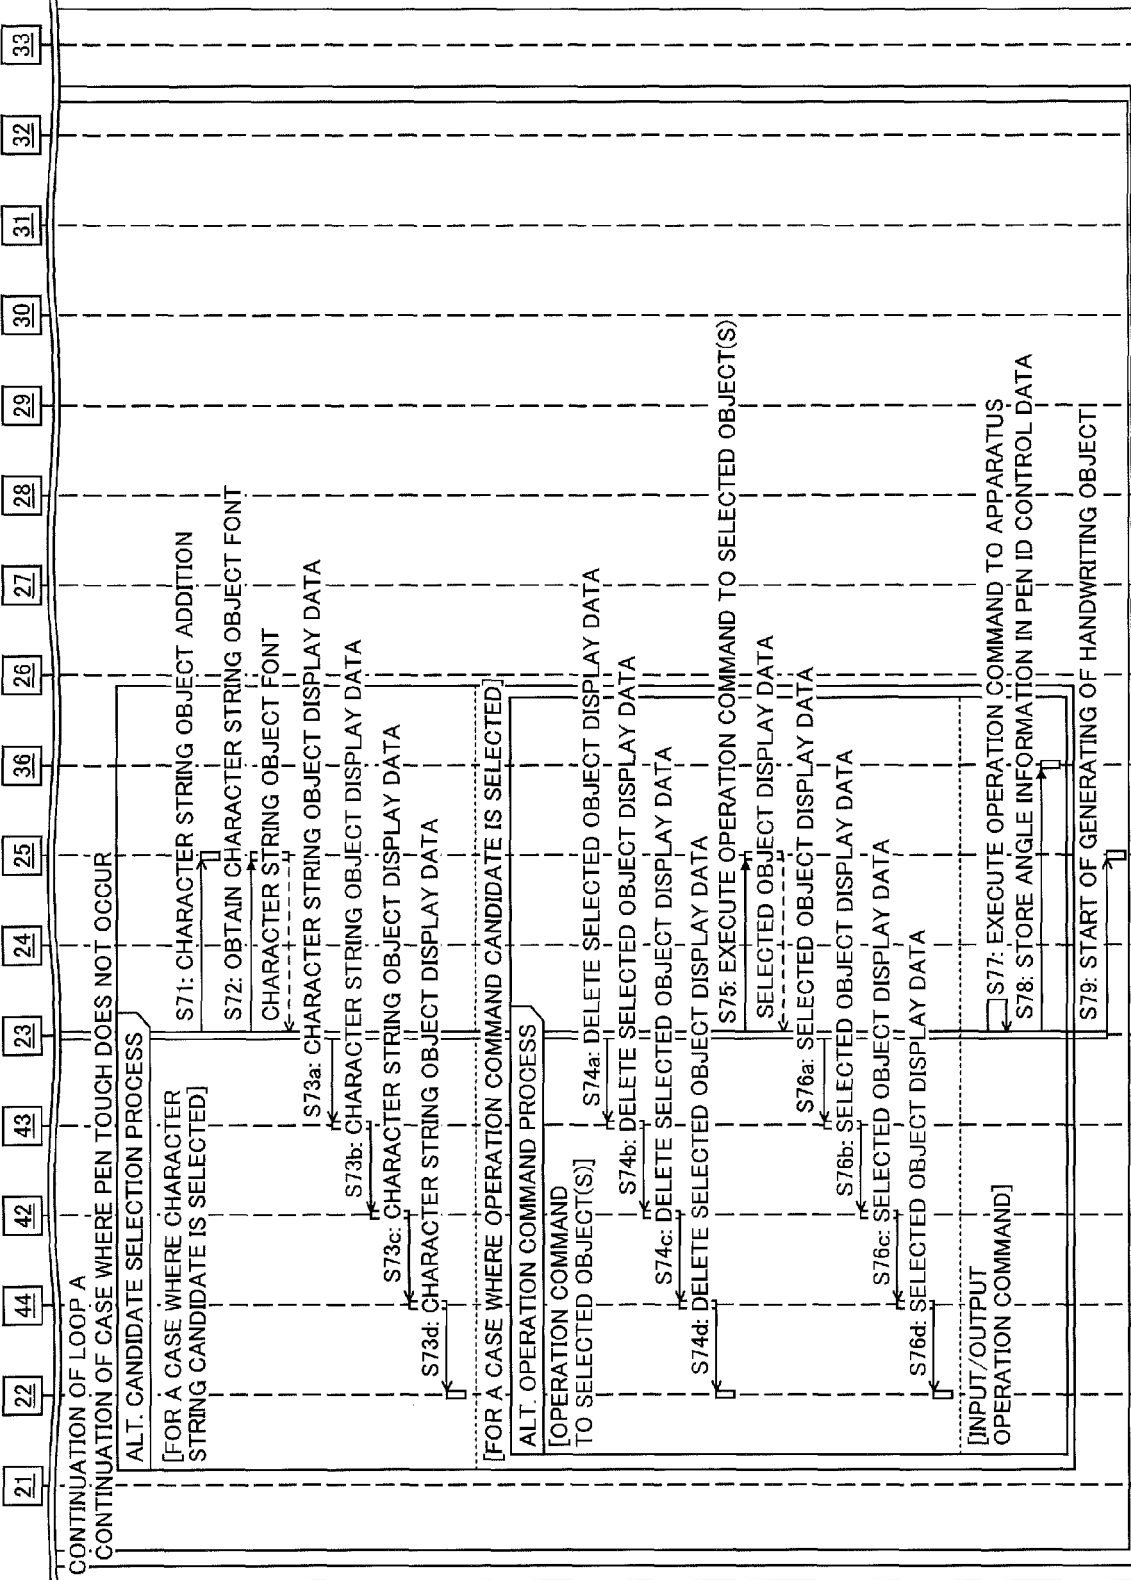 21
22
44
42
43
23
24
25
36
26
27
28
29
30
31
32
33
CONTINUATION OF LOOP A
CONTINUATION OF CASE WHERE PEN TOUCH DOES NOT OCCUR
ALT. CANDIDATE SELECTION PROCESS
[FOR A CASE WHERE CHARACTER
STRING CANDIDATE IS SELECTED]
S71: CHARACTER STRING OBJECT ADDITION
S72: OBTAIN CHARACTER STRING OBJECT FONT
CHARACTER STRING OBJECT FONT
S73a: CHARACTER STRING OBJECT DISPLAY DATA
S73b: CHARACTER STRING OBJECT DISPLAY DATA
S73c: CHARACTER STRING OBJECT DISPLAY DATA
S73d: CHARACTER STRING OBJECT DISPLAY DATA
[FOR A CASE WHERE OPERATION COMMAND CANDIDATE IS SELECTED]
ALT. OPERATION COMMAND PROCESS
[OPERATION COMMAND
TO SELECTED OBJECT(S)]
S74a: DELETE SELECTED OBJECT DISPLAY DATA
S74b: DELETE SELECTED OBJECT DISPLAY DATA
S74c: DELETE SELECTED OBJECT DISPLAY DATA
S74d: DELETE SELECTED OBJECT DISPLAY DATA
S75: EXECUTE OPERATION COMMAND TO SELECTED OBJECT(S)
SELECTED OBJECT DISPLAY DATA
S76a: SELECTED OBJECT DISPLAY DATA
S76b: SELECTED OBJECT DISPLAY DATA
S76c: SELECTED OBJECT DISPLAY DATA
S76d: SELECTED OBJECT DISPLAY DATA
[INPUT/OUTPUT
OPERATION COMMAND]
S77: EXECUTE OPERATION COMMAND TO APPARATUS
S78: STORE ANGLE INFORMATION IN PEN ID CONTROL DATA
S79: START OF GENERATING OF HANDWRITING OBJECT